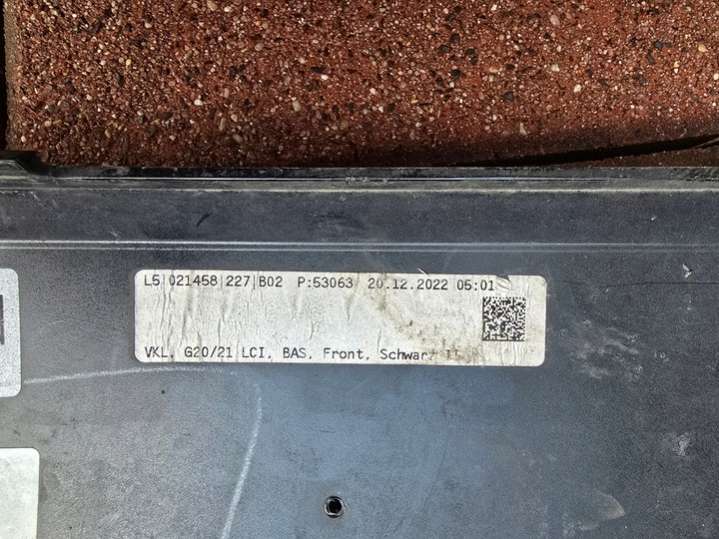 L5|021458|227|B02 P:53063 20.12.2022 05:01
VKL, G20/21 LCI, BAS, Front, Schwarz